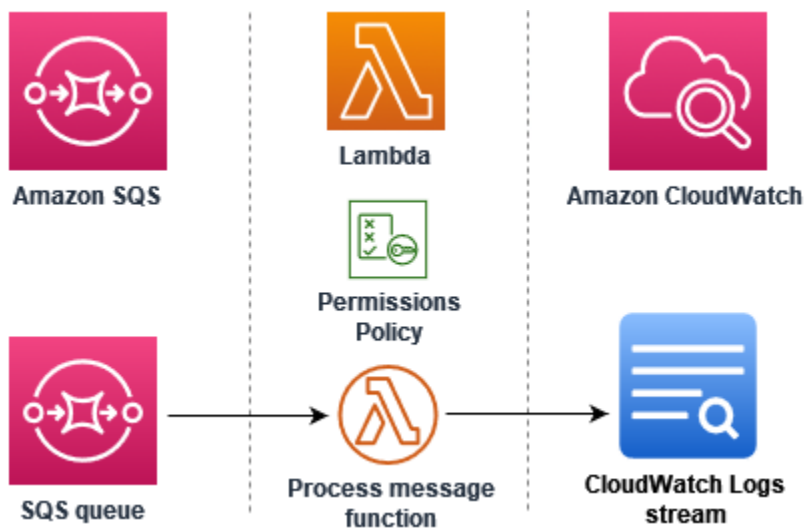 Amazon SQS
Lambda
Amazon CloudWatch
Permissions
Policy
SQS queue
Process message
function
CloudWatch Logs
stream